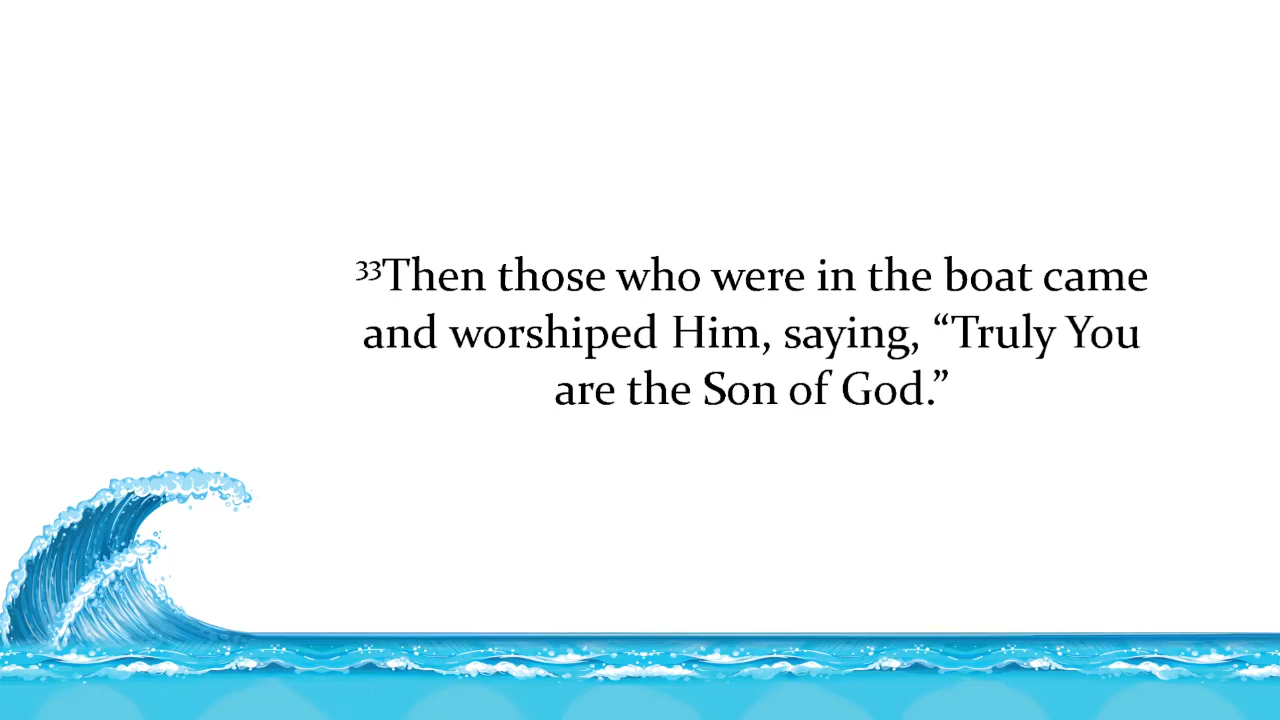 ³³Then those who were in the boat came
and worshiped Him, saying, “Truly You
are the Son of God.”